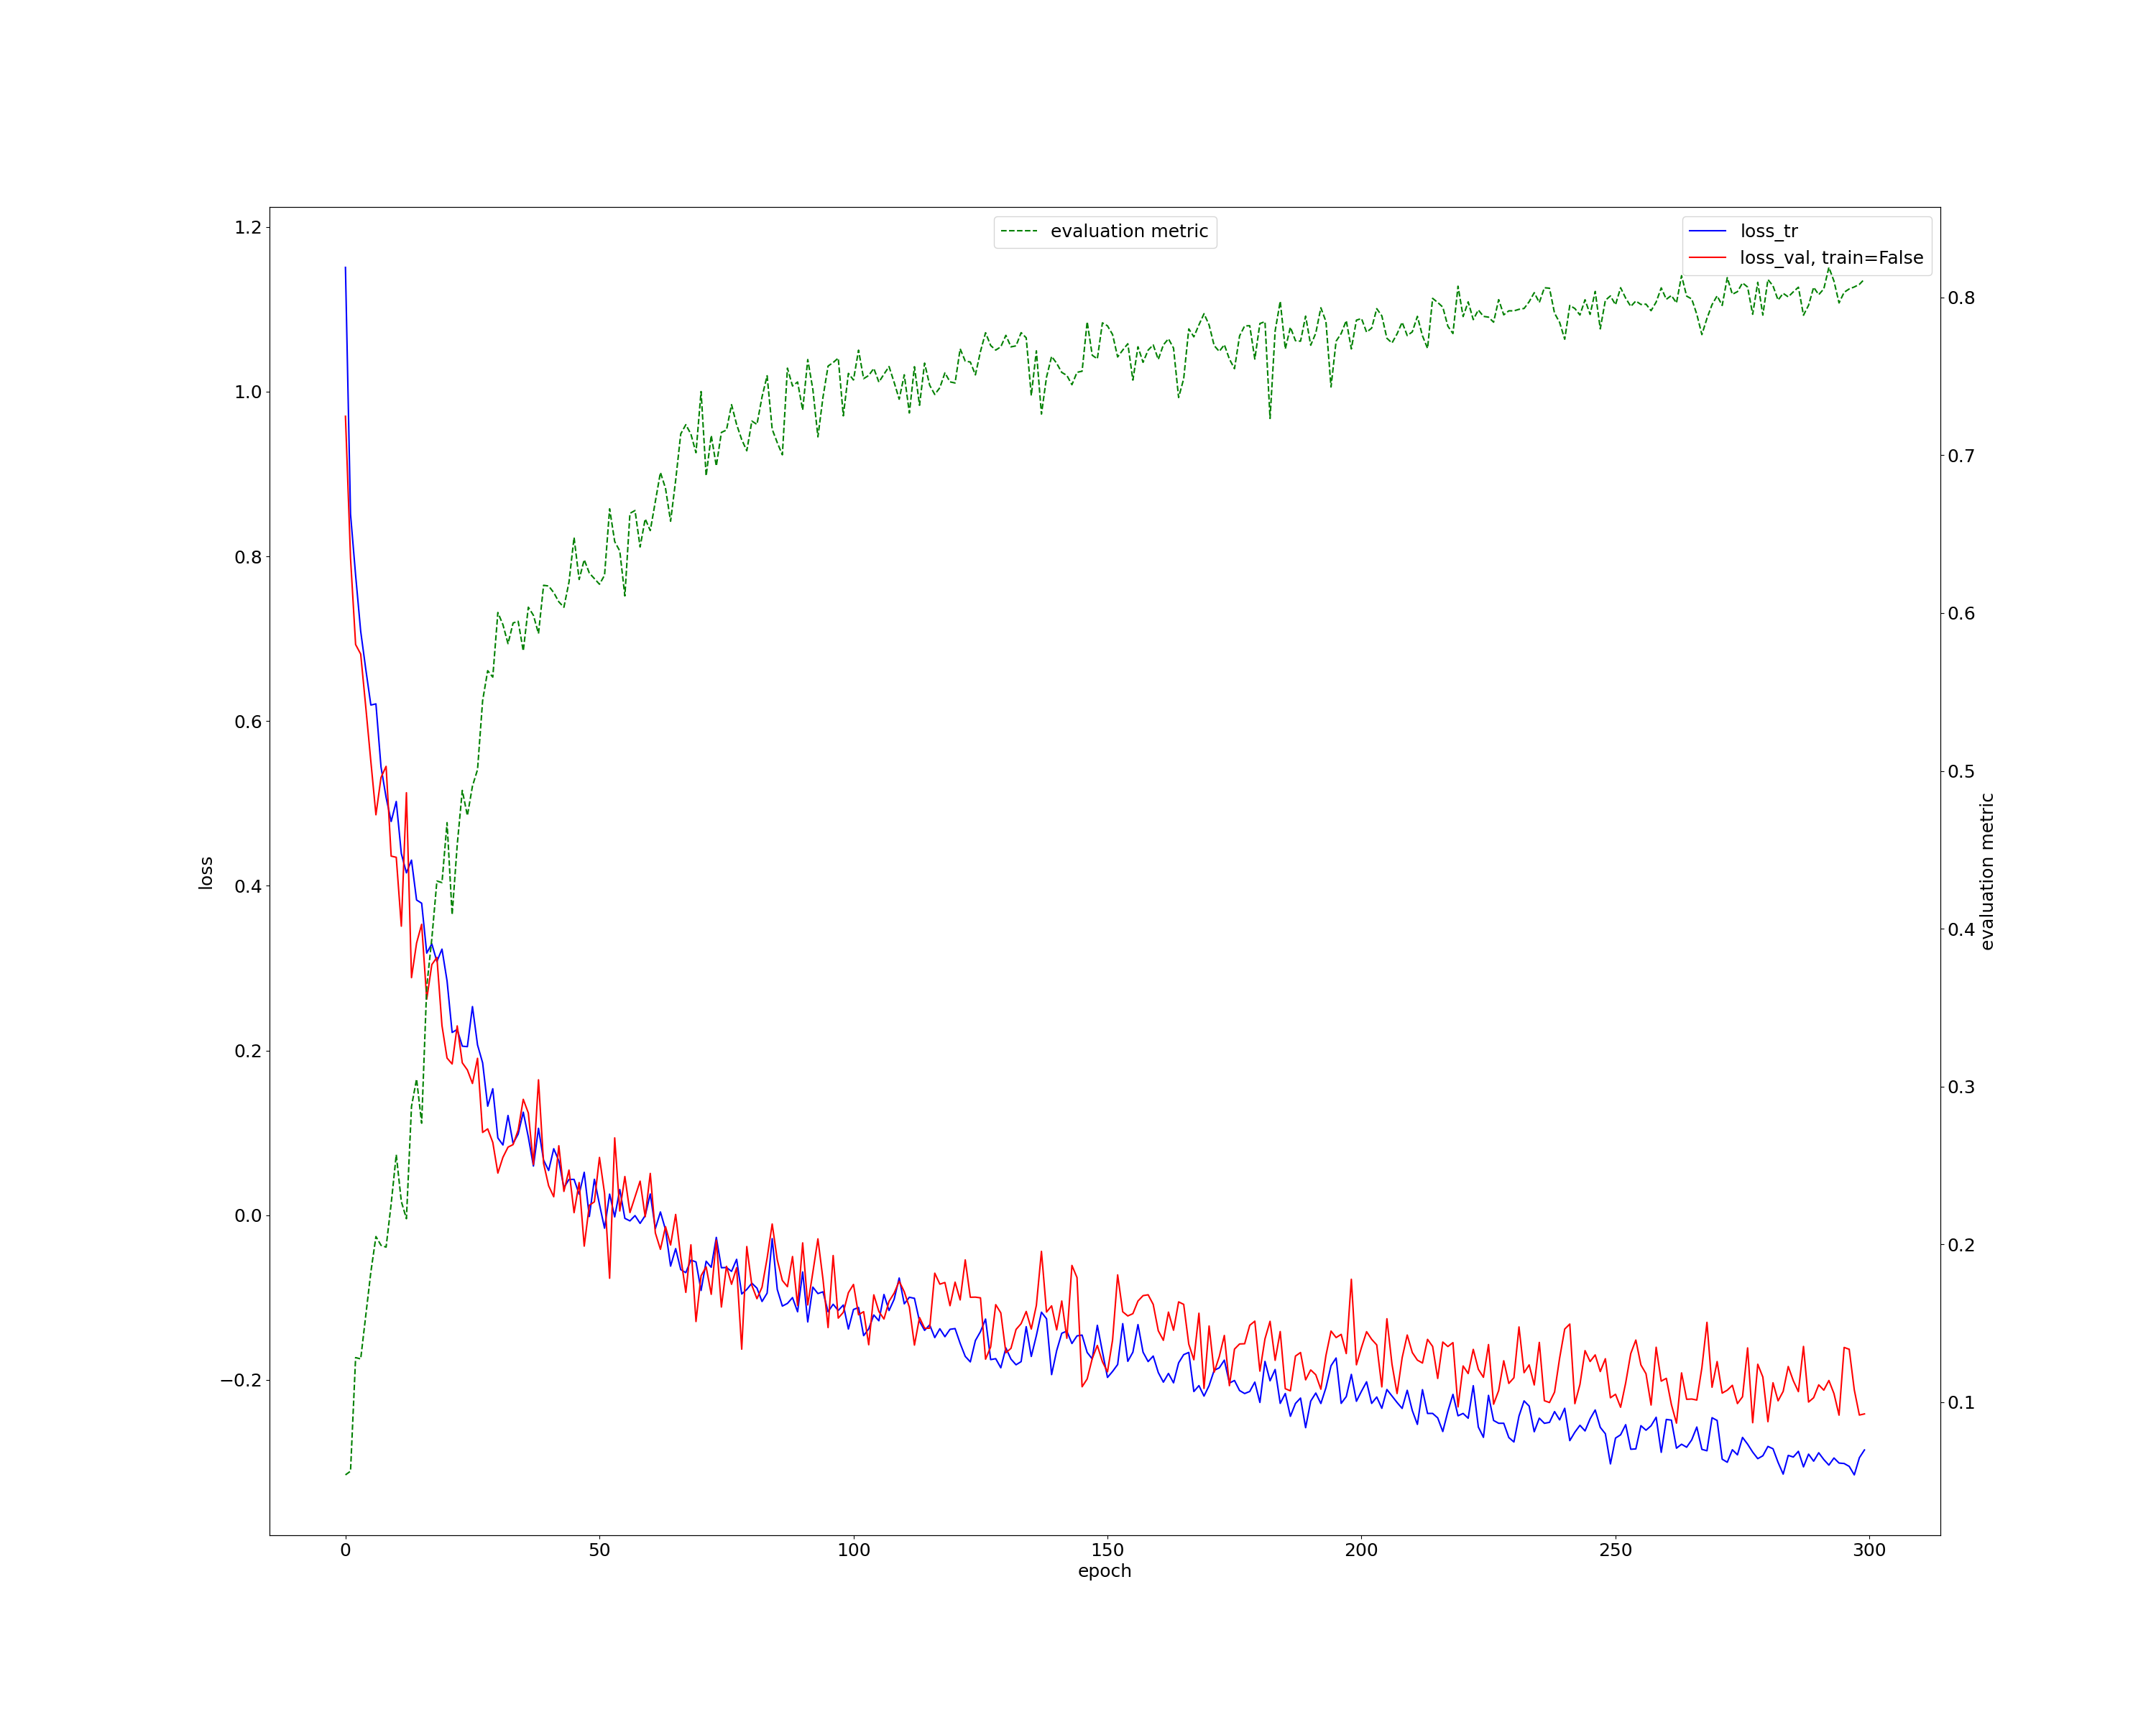 evaluation metric
loss_tr
loss_val, train=False
1.2
1.0
0.8
0.6
0.4
0.2
0.0
−0.2
loss
0.8
0.7
0.6
0.5
0.4
0.3
0.2
0.1
evaluation metric
0 50 100 150 200 250 300
epoch